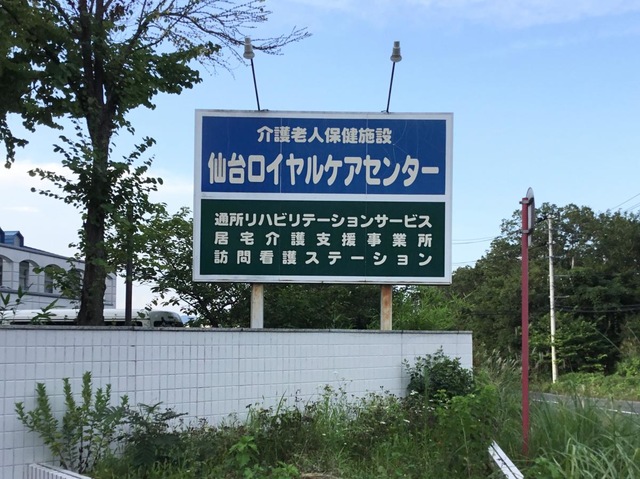 介護老人保健施設
仙台ロイヤルケアセンター
通所リハビリテーションサービス
居宅介護支援事業所
訪問看護ステーション